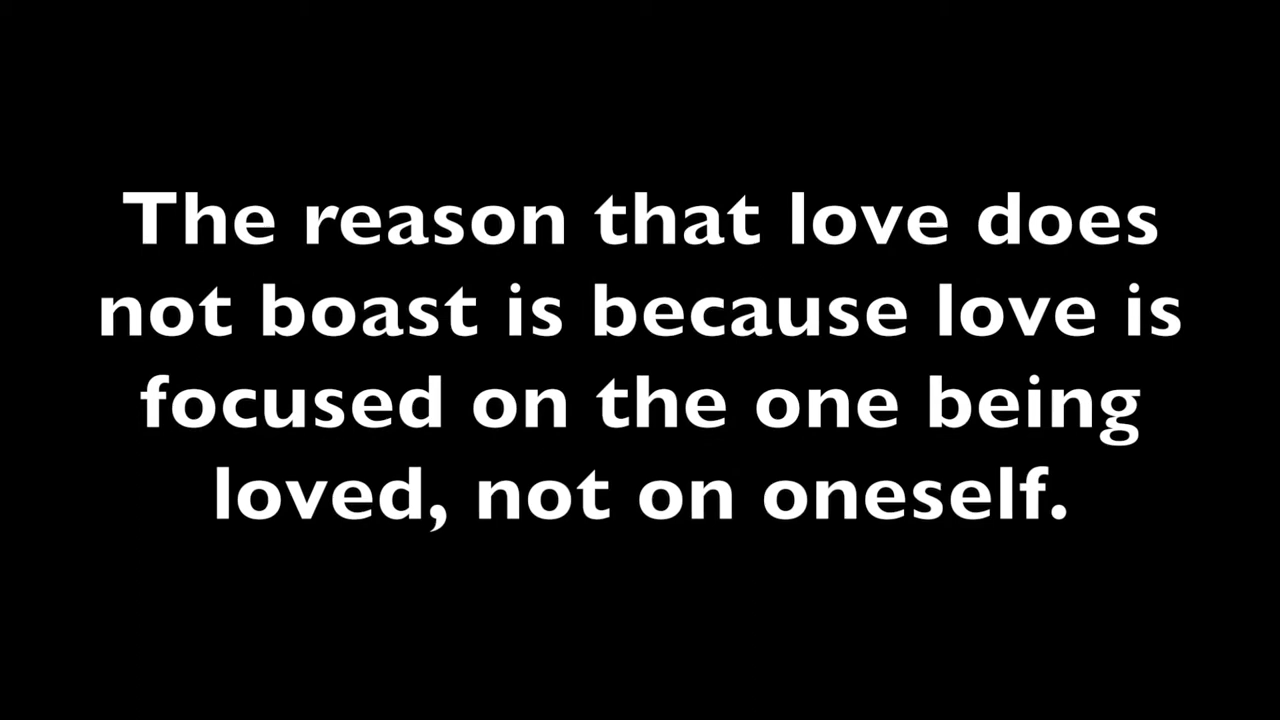 The reason that love does
not boast is because love is
focused on the one being
loved, not on oneself.